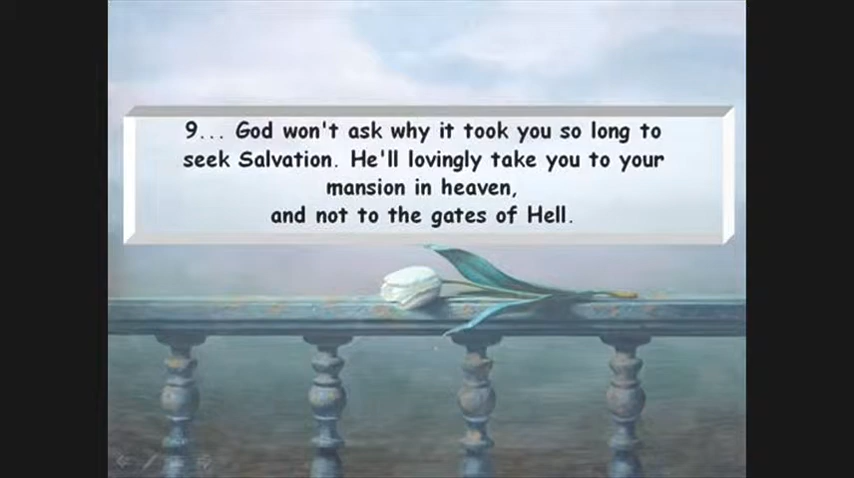 9... God won't ask why it took you so long to
seek Salvation. He'll lovingly take you to your
mansion in heaven,
and not to the gates of Hell.